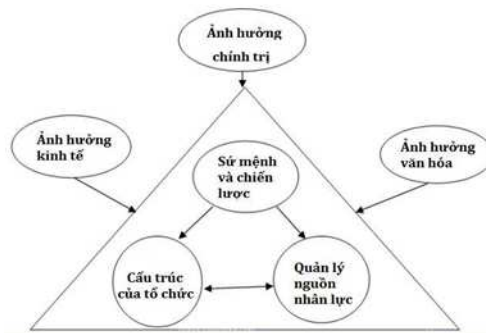 Ảnh hưởng
chính trị
Ảnh hưởng
kinh tế
Sứ mệnh
và chiến
lược
Ảnh hưởng
văn hóa
Cấu trúc
của tổ chức
Quản lý
nguồn
nhân lực